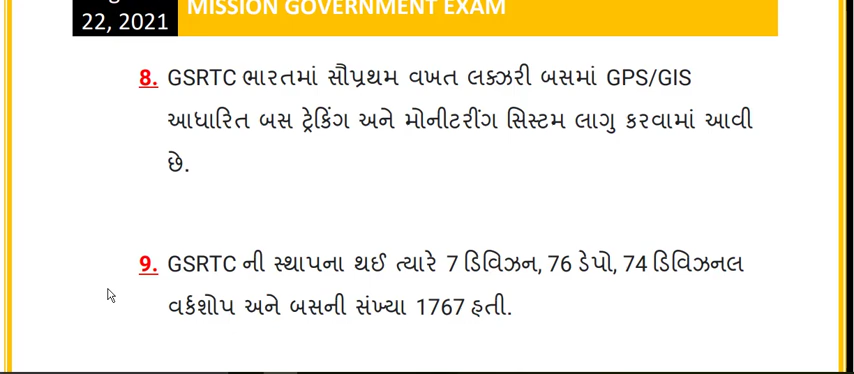 22, 2021
MISSION GOVERNMENT EXAM
8. GSRTC ભારતમાં સૌપ્રથમ વખત લક્ઝરી બસમાં GPS/GIS
આધારિત બસ ટ્રેકિંગ અને મોનીટરીંગ સિસ્ટમ લાગુ કરવામાં આવી
છે.
9. GSRTC ની સ્થાપના થઈ ત્યારે 7 ડિવિઝન, 76 ડેપો, 74 ડિવિઝનલ
વર્કશોપ અને બસની સંખ્યા 1767 હતી.